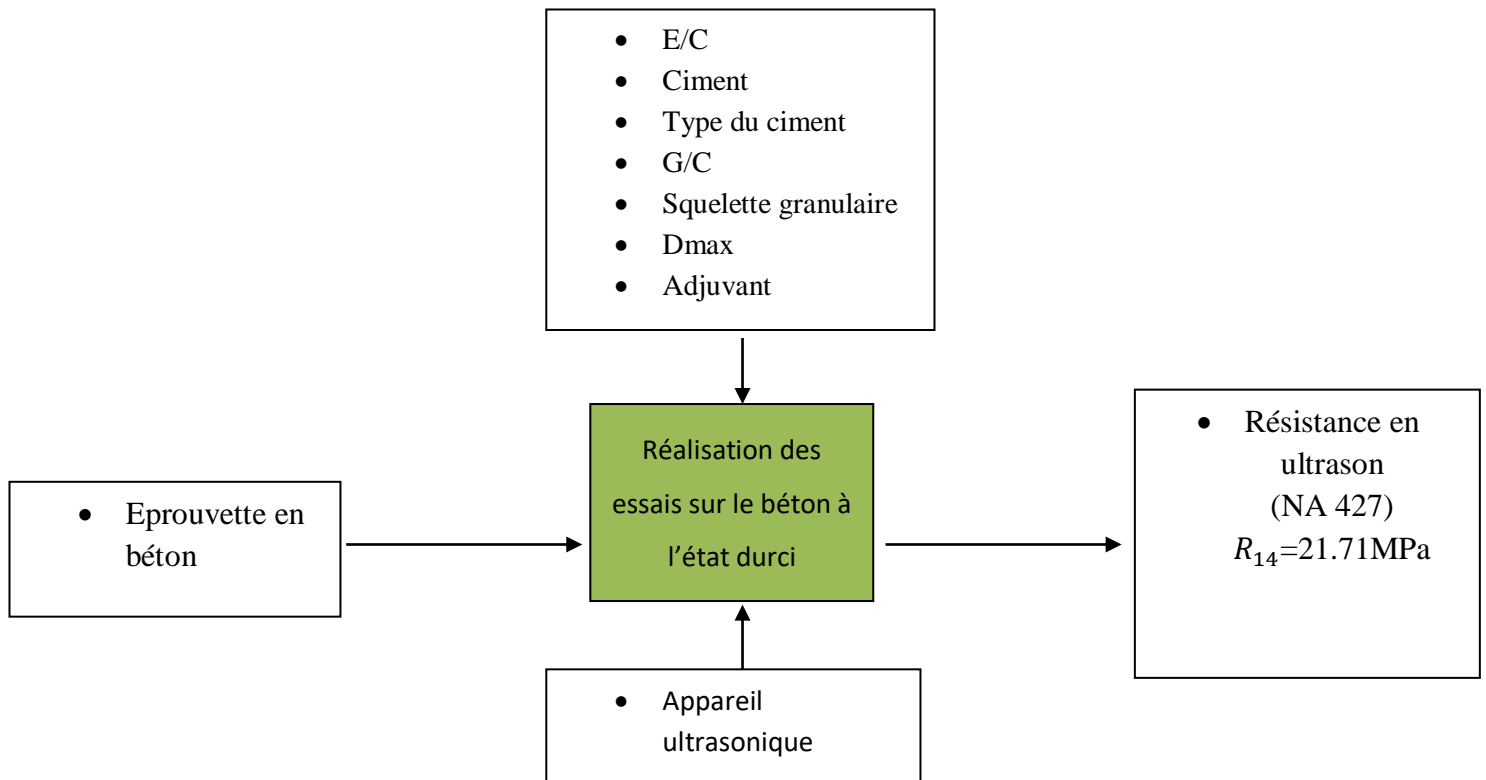 • E/C
• Ciment
• Type du ciment
• G/C
• Squelette granulaire
• Dmax
• Adjuvant
Réalisation des
essais sur le béton à
l’état durci
• Eprouvette en
béton
• Résistance en
ultrason
(NA 427)
𝑅₁₄=21.71MPa
• Appareil
ultrasonique